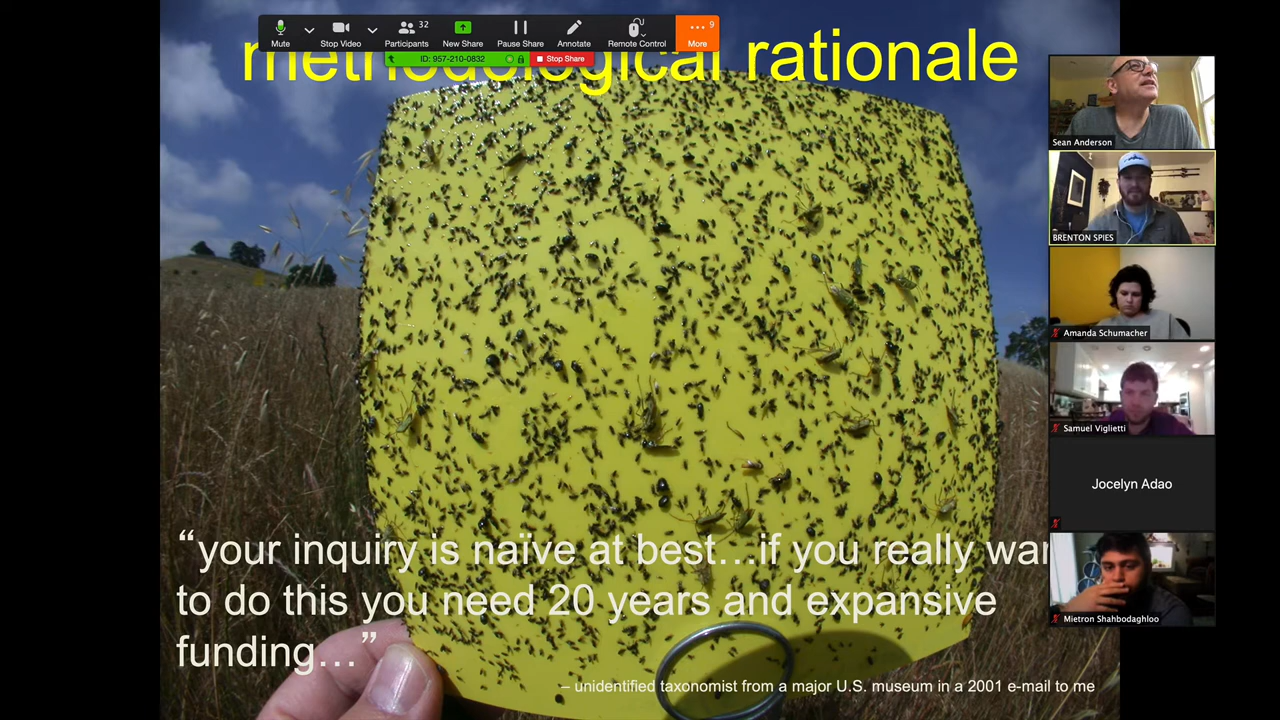 32
9
Mute
Stop Video
Participants
New Share
Pause Share
Annotate
Remote Control
More
ID: 957-210-0832
Stop Share
methodological rationale
Sean Anderson
BRENTON SPIES
Amanda Schumacher
Samuel Viglietti
Jocelyn Adao
Mietron Shahbodaghloo
“your inquiry is naïve at best…if you really
to do this you need 20 years and expansive
funding…”
– unidentified taxonomist from a major U.S. museum in a 2001 e-mail to me